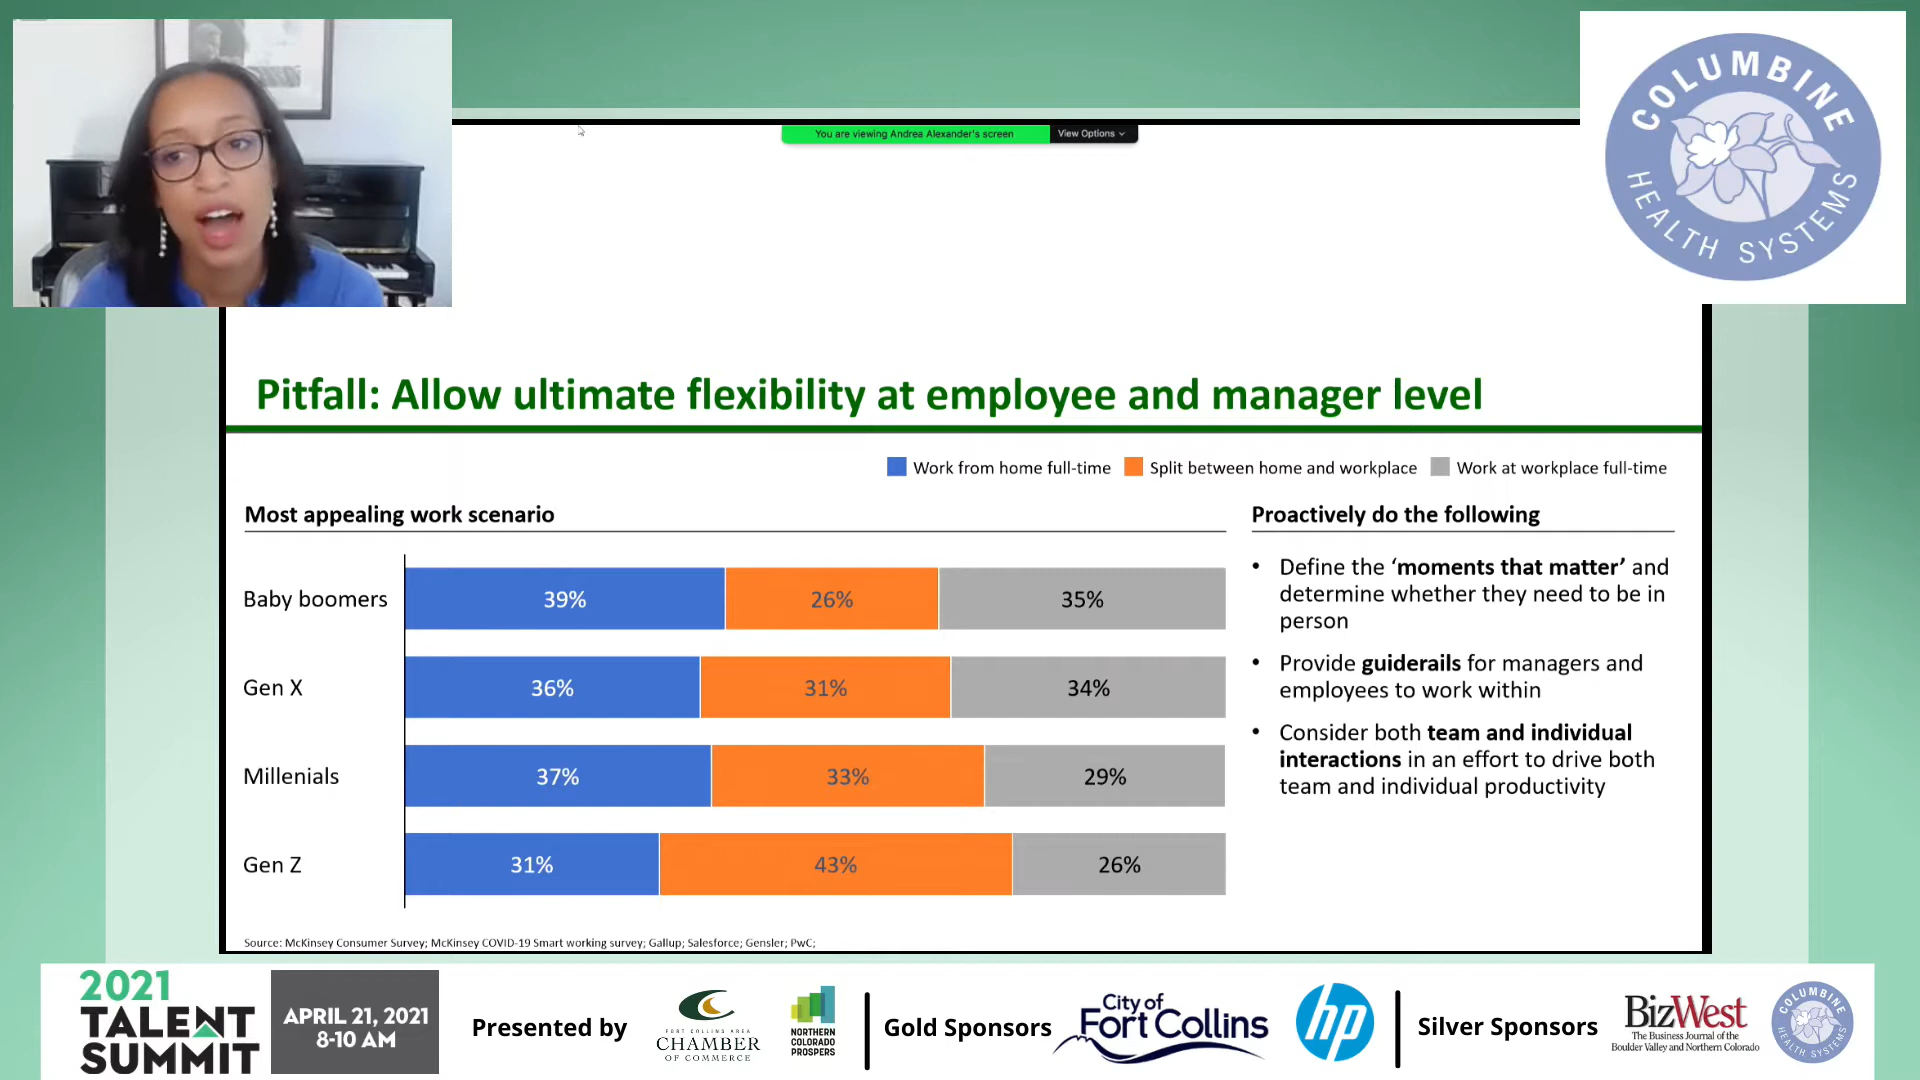 COLUMBINE
HEALTH SYSTEMS
You are viewing Andrea Alexander's screen
View Options
Pitfall: Allow ultimate flexibility at employee and manager level
Work from home full-time
Split between home and workplace
Work at workplace full-time
Most appealing work scenario
Baby boomers
39%
26%
35%
Gen X
36%
31%
34%
Millenials
37%
33%
29%
Gen Z
31%
43%
26%
Proactively do the following
• Define the ‘moments that matter’ and
determine whether they need to be in
person
• Provide guiderails for managers and
employees to work within
• Consider both team and individual
interactions in an effort to drive both
team and individual productivity
Source: McKinsey Consumer Survey; McKinsey COVID-19 Smart working survey; Gallup; Salesforce; Gensler; PwC;
2021
TALENT
SUMMIT
APRIL 21, 2021
8-10 AM
Presented by
FORT COLLINS AREA
CHAMBER
OF COMMERCE
NORTHERN
COLORADO
PROSPERS
Gold Sponsors
City of
Fort Collins
hp
Silver Sponsors
BizWest
The Business Journal of the
Boulder Valley and Northern Colorado
COLUMBINE
HEALTH SYSTEMS